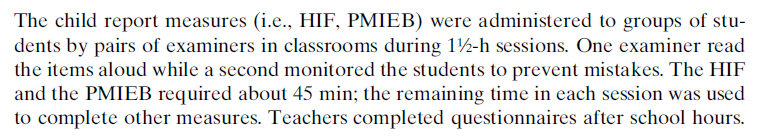 The child report measures (i.e., HIF, PMIEB) were administered to groups of stu-
dents by pairs of examiners in classrooms during 1½-h sessions. One examiner read
the items aloud while a second monitored the students to prevent mistakes. The HIF
and the PMIEB required about 45 min; the remaining time in each session was used
to complete other measures. Teachers completed questionnaires after school hours.